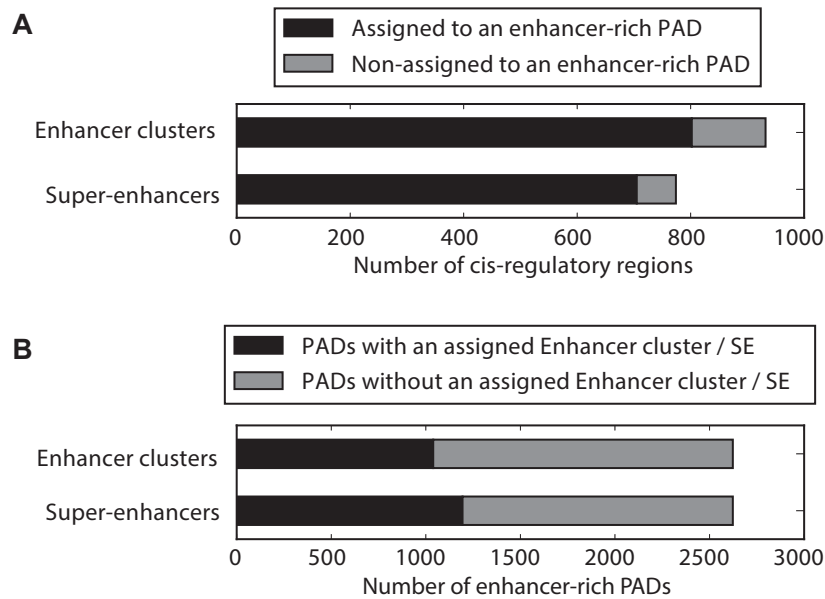 A
Assigned to an enhancer-rich PAD
Non-assigned to an enhancer-rich PAD
Enhancer clusters
Super-enhancers
0 200 400 600 800 1000
Number of cis-regulatory regions
B
PADs with an assigned Enhancer cluster / SE
PADs without an assigned Enhancer cluster / SE
Enhancer clusters
Super-enhancers
0 500 1000 1500 2000 2500 3000
Number of enhancer-rich PADs